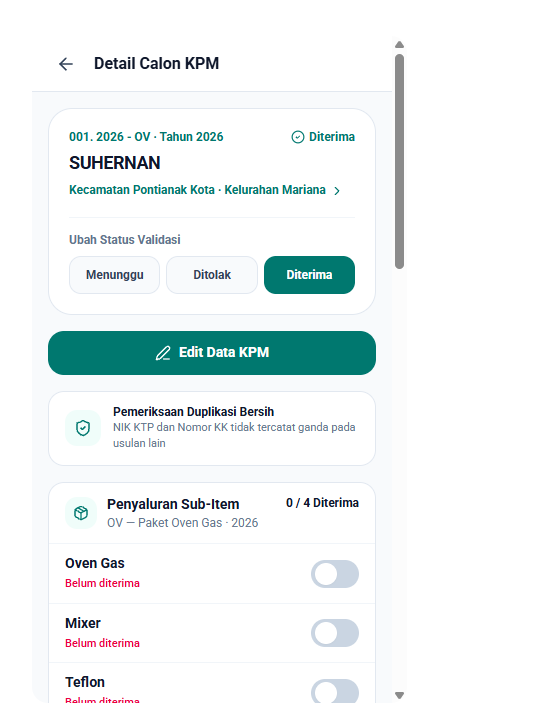 Detail Calon KPM
001. 2026 - OV · Tahun 2026
Diterima
SUHERNAN
Kecamatan Pontianak Kota · Kelurahan Mariana
Ubah Status Validasi
Menunggu
Ditolak
Diterima
Edit Data KPM
Pemeriksaan Duplikasi Bersih
NIK KTP dan Nomor KK tidak tercatat ganda pada
usulan lain
Penyaluran Sub-Item
0 / 4 Diterima
OV — Paket Oven Gas · 2026
Oven Gas
Belum diterima
Mixer
Belum diterima
Teflon
Belum diterima